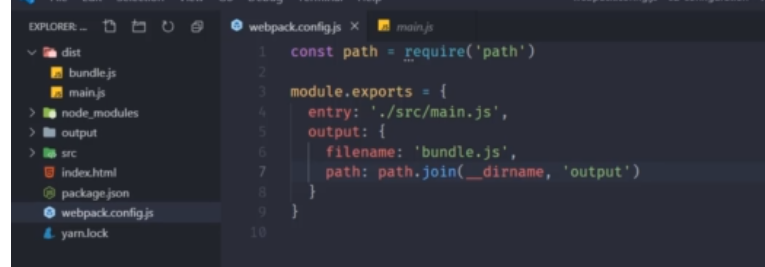 EXPLORER: ...
webpack.config.js
main.js
dist
bundle.js
main.js
node_modules
output
src
index.html
package.json
webpack.config.js
yarn.lock
1 const path = require('path')
2
3 module.exports = {
4 entry: './src/main.js',
5 output: {
6 filename: 'bundle.js',
7 path: path.join(__dirname, 'output')
8 }
9 }
10